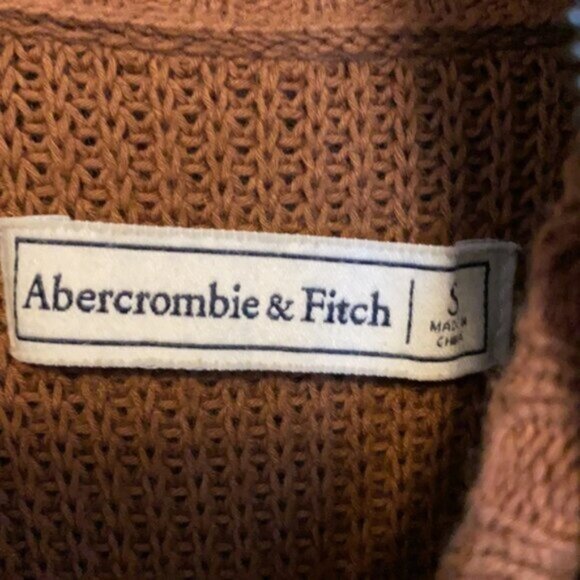 Abercrombie & Fitch
S
MADE IN
CHINA